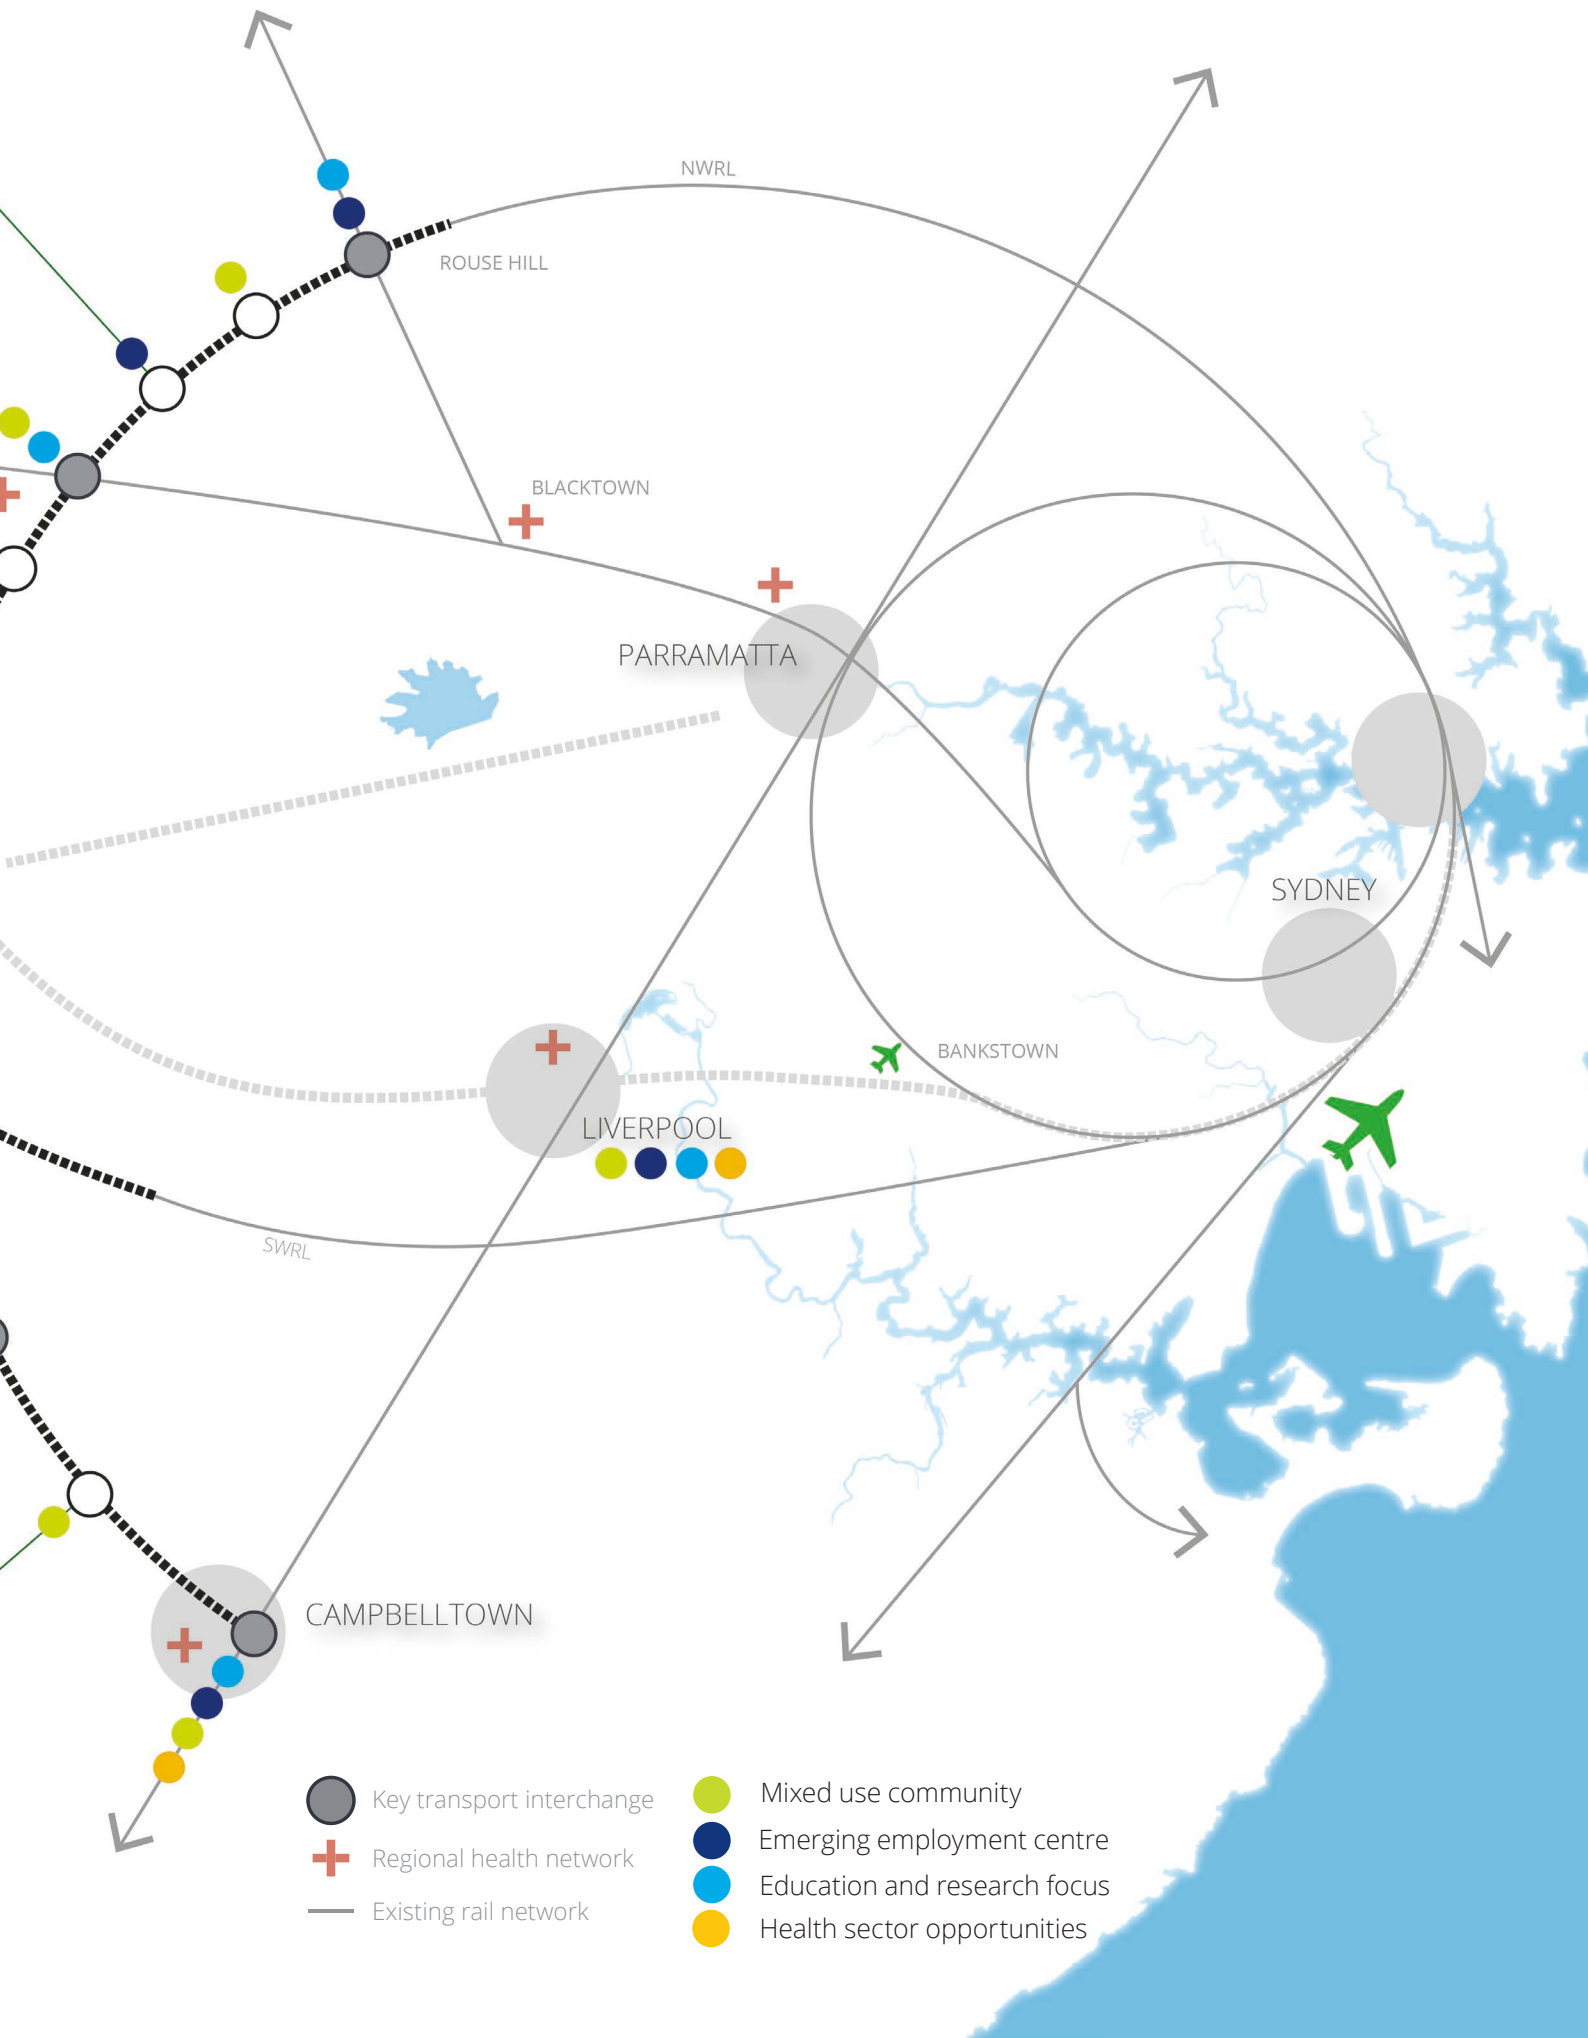 NWRL
ROUSE HILL
BLACKTOWN
PARRAMATTA
SYDNEY
BANKSTOWN
LIVERPOOL
SWRL
CAMPBELLTOWN
Key transport interchange
Regional health network
Existing rail network
Mixed use community
Emerging employment centre
Education and research focus
Health sector opportunities